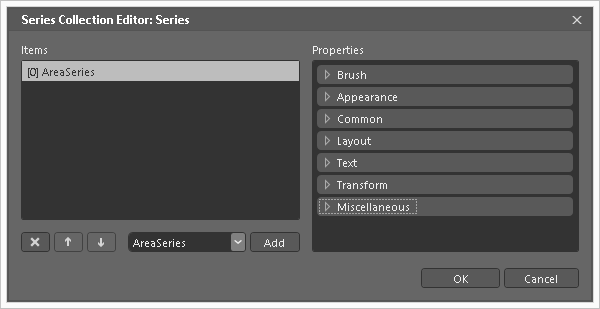 Series Collection Editor: Series
Items
Properties
[0] AreaSeries
Brush
Appearance
Common
Layout
Text
Transform
Miscellaneous
AreaSeries
Add
OK
Cancel